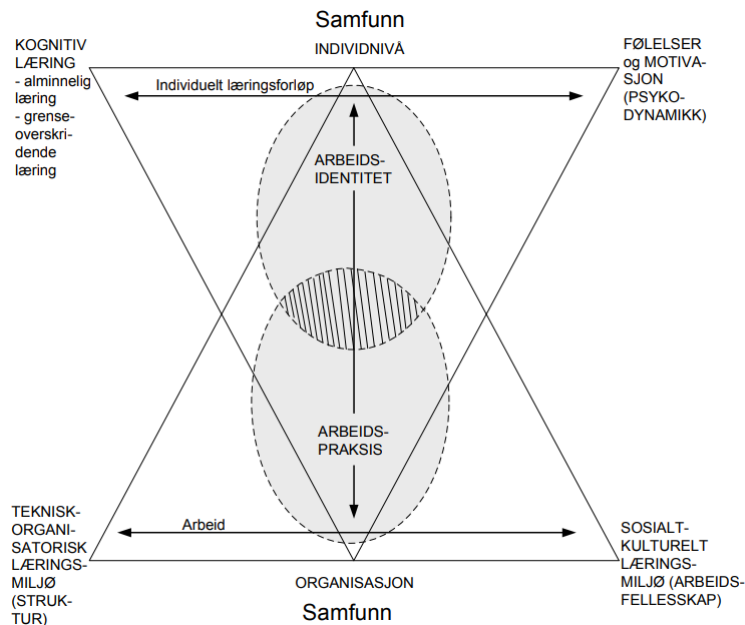 Samfunn
INDIVIDNIVÅ
KOGNITIV
LÆRING
- alminnelig
læring
- grense-
overskri-
dende
læring
FØLELSER
og MOTIVA-
SJON
(PSYKO-
DYNAMIKK)
Individuelt læringsforløp
ARBEIDS-
IDENTITET
ARBEIDS-
PRAKSIS
TEKNISK-
ORGANI-
SATORISK
LÆRINGS-
MILJØ
(STRUK-
TUR)
Arbeid
SOSIALT-
KULTURELT
LÆRINGS-
MILJØ (ARBEIDS-
FELLESSKAP)
ORGANISASJON
Samfunn